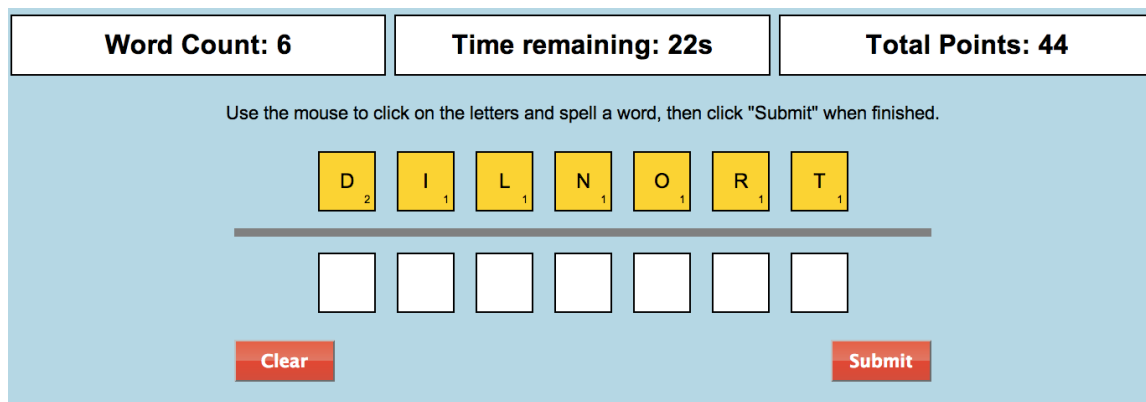 Word Count: 6 Time remaining: 22s Total Points: 44
Use the mouse to click on the letters and spell a word, then click "Submit" when finished.
D 2 I 1 L 1 N 1 O 1 R 1 T 1
Clear Submit